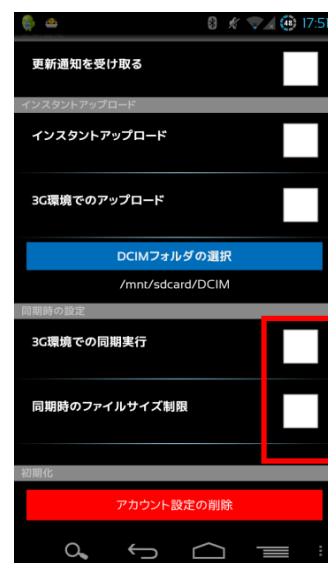 48 17:51
更新通知を受け取る
インスタントアップロード
インスタントアップロード
3G環境でのアップロード
DCIMフォルダの選択
/mnt/sdcard/DCIM
同期時の設定
3G環境での同期実行
同期時のファイルサイズ制限
初期化
アカウント設定の削除